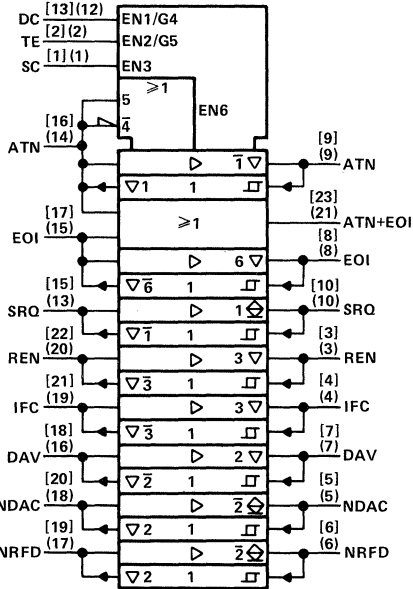 DC [13](12) EN1/G4
TE [2](2) EN2/G5
SC [1](1) EN3
≥1
5 EN6
[16] 4̅
ATN (14) [9]
▷ 1̅ ▽ (9) ATN
▽1 1
[23]
[17] ≥1 (21) ATN+EOI
EOI (15) [8]
▷ 6 ▽ (8) EOI
[15] ▽6̅ 1 [10]
SRQ (13) ▷ 1 (10) SRQ
[22] ▽1̅ 1 [3]
REN (20) ▷ 3 ▽ (3) REN
[21] ▽3̅ 1 [4]
IFC (19) ▷ 3 ▽ (4) IFC
[18] ▽3̅ 1 [7]
DAV (16) ▷ 2 ▽ (7) DAV
[20] ▽2̅ 1 [5]
NDAC (18) ▷ 2̅ (5) NDAC
[19] ▽2 1 [6]
NRFD (17) ▷ 2̅ (6) NRFD
▽2 1